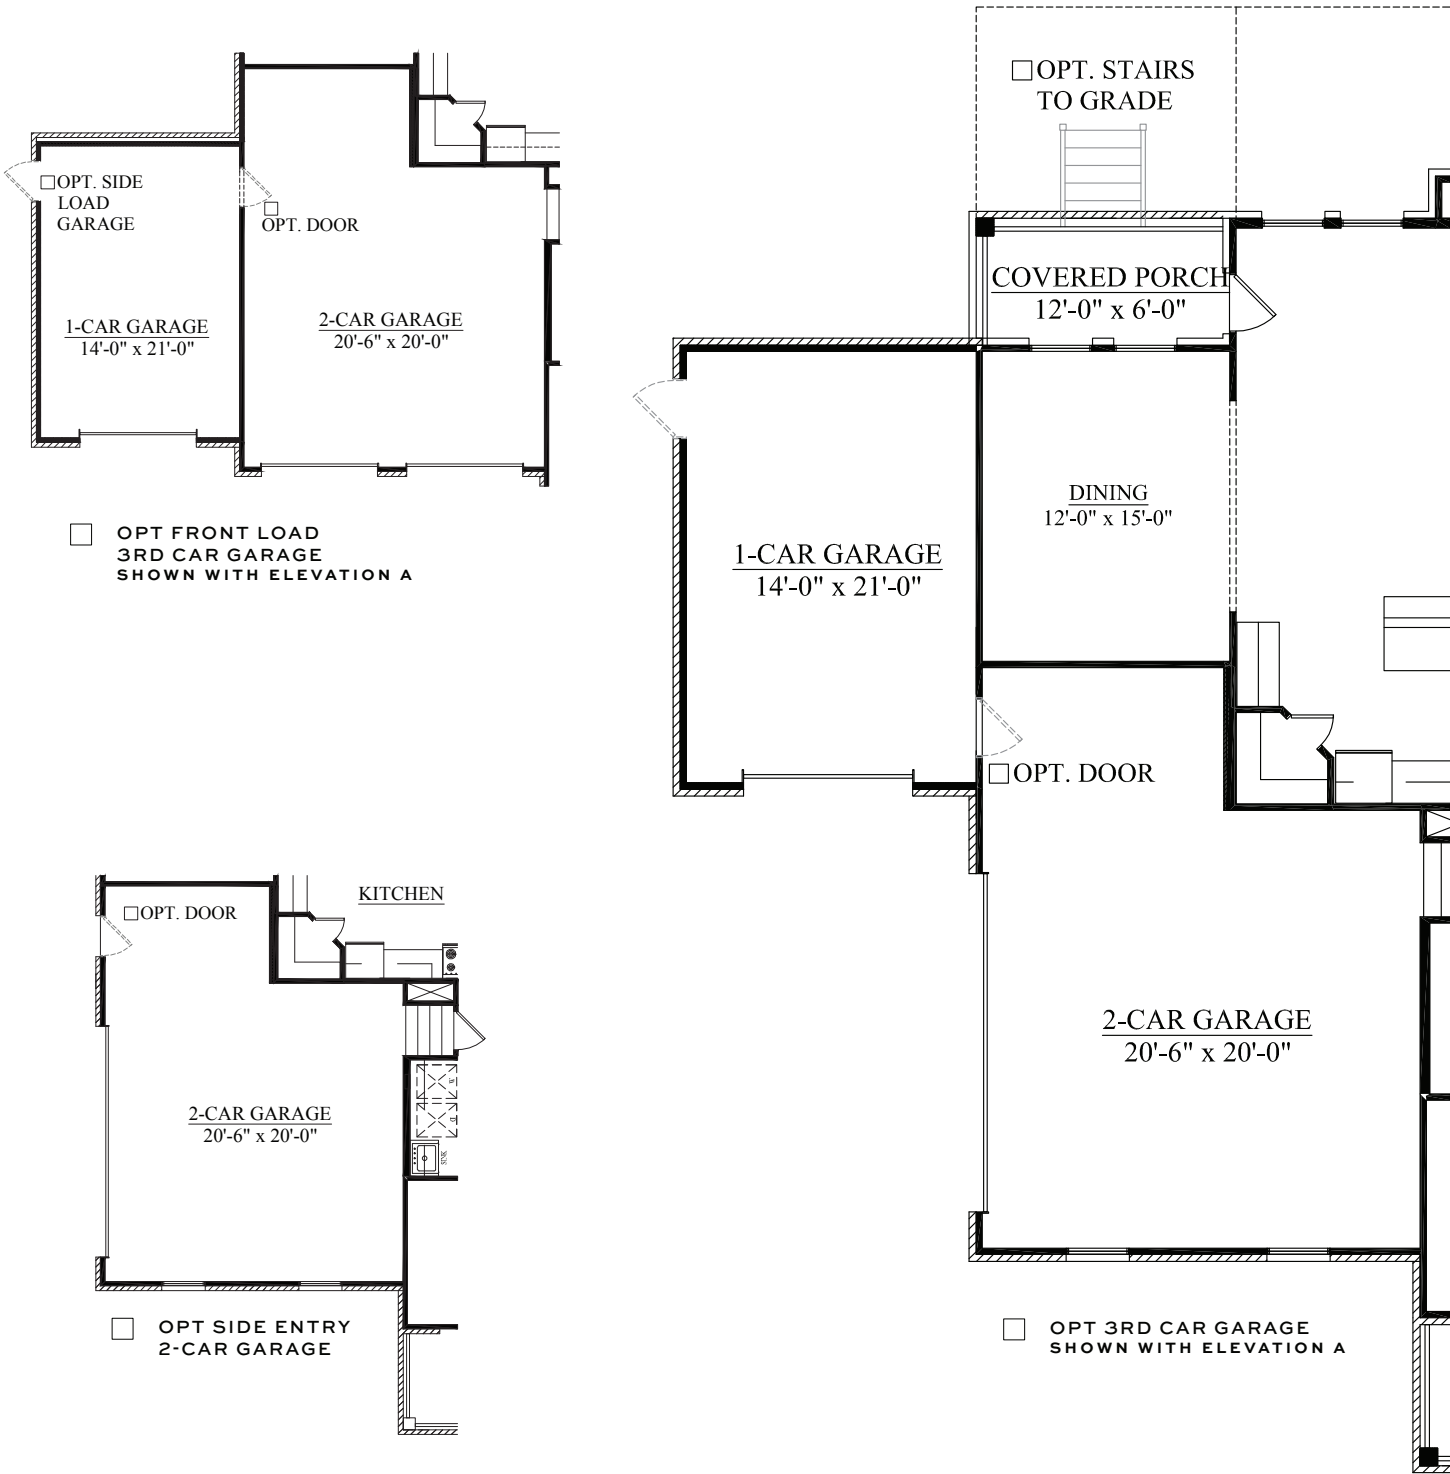 OPT. SIDE
LOAD
GARAGE
OPT. DOOR
1-CAR GARAGE
14'-0" x 21'-0"
2-CAR GARAGE
20'-6" x 20'-0"
OPT FRONT LOAD
3RD CAR GARAGE
SHOWN WITH ELEVATION A
OPT. STAIRS
TO GRADE
COVERED PORCH
12'-0" x 6'-0"
DINING
12'-0" x 15'-0"
1-CAR GARAGE
14'-0" x 21'-0"
OPT. DOOR
2-CAR GARAGE
20'-6" x 20'-0"
OPT 3RD CAR GARAGE
SHOWN WITH ELEVATION A
KITCHEN
OPT. DOOR
2-CAR GARAGE
20'-6" x 20'-0"
W
D
SINK
OPT SIDE ENTRY
2-CAR GARAGE